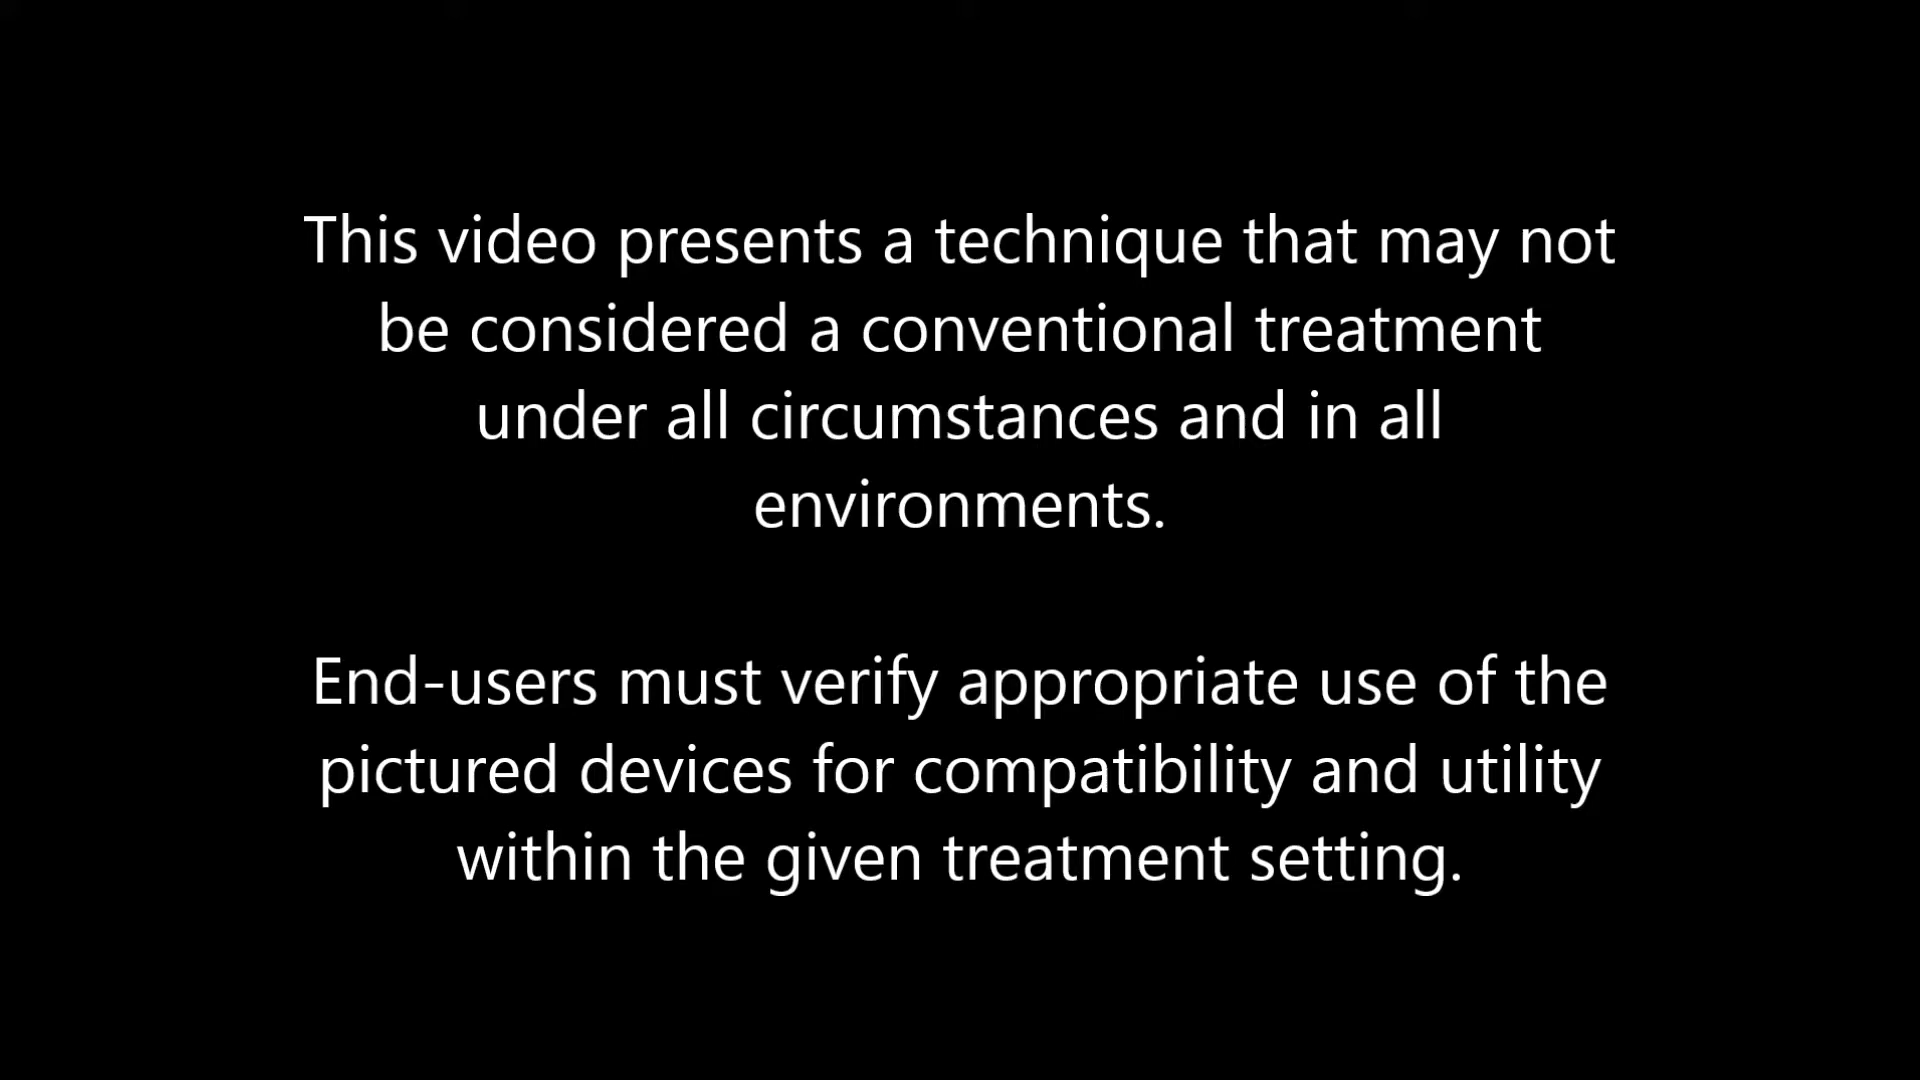 This video presents a technique that may not
be considered a conventional treatment
under all circumstances and in all
environments.
End-users must verify appropriate use of the
pictured devices for compatibility and utility
within the given treatment setting.